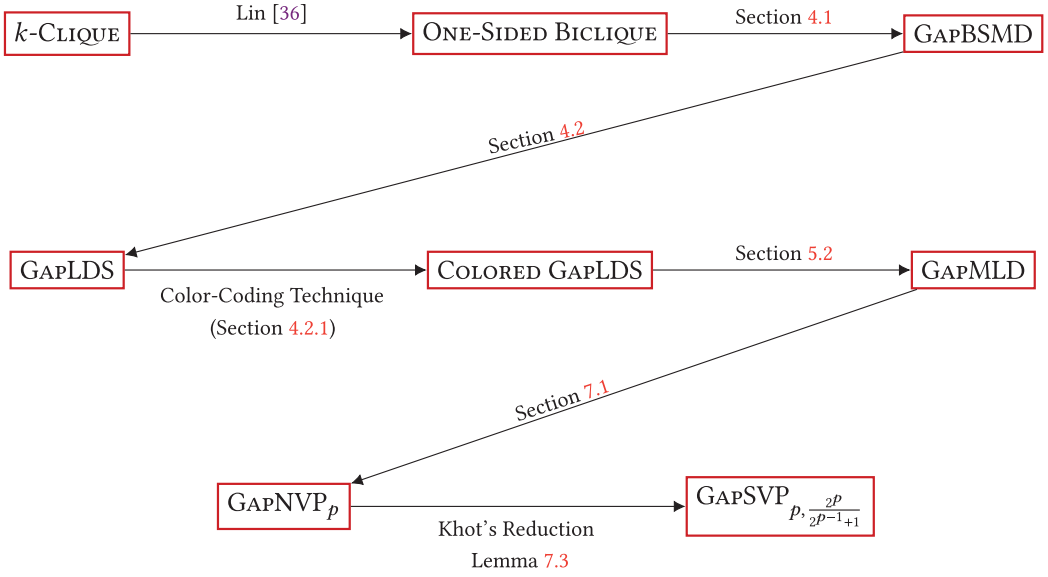 Lin [36]
k-Clique
One-Sided Biclique
Section 4.1
GapBSMD
Section 4.2
GapLDS
Color-Coding Technique
(Section 4.2.1)
Colored GapLDS
Section 5.2
GapMLD
Section 7.1
GapNVP_p
Khot's Reduction
Lemma 7.3
GapSVP_{p, \frac{2^p}{2^{p-1}+1}}